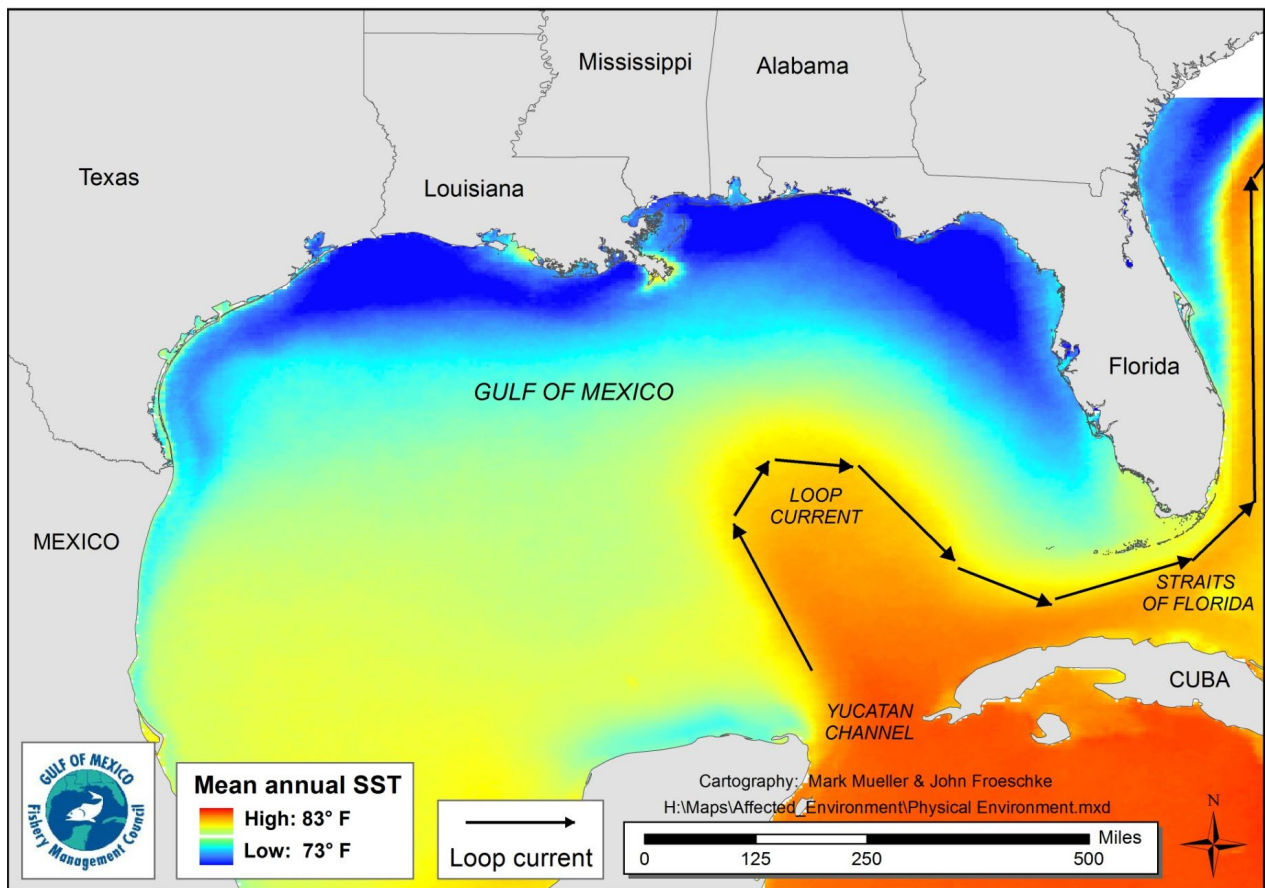 Mississippi
Alabama
Texas
Louisiana
GULF OF MEXICO
Florida
LOOP
CURRENT
MEXICO
STRAITS
OF FLORIDA
CUBA
YUCATAN
CHANNEL
GULF OF MEXICO
Fishery Management Council
Mean annual SST
High: 83° F
Low: 73° F
Loop current
Cartography: Mark Mueller & John Froeschke
H:\Maps\Affected_Environment\Physical Environment.mxd
Miles
0 125 250 500
N